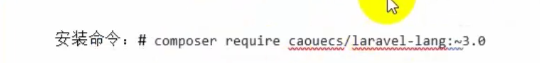 安装命令：# composer require caouecs/laravel-lang:~3.0